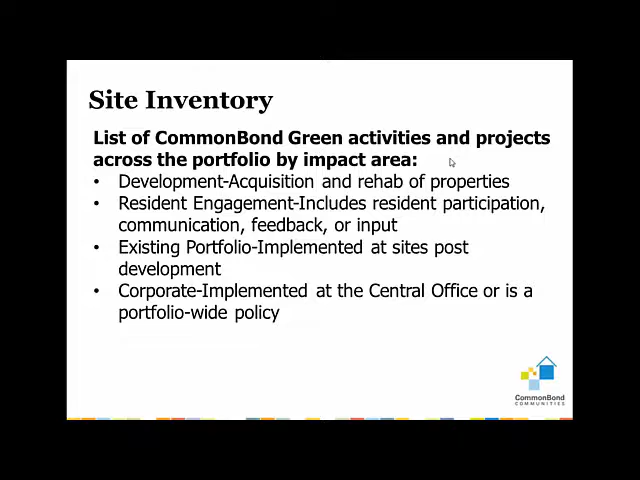 Site Inventory
List of CommonBond Green activities and projects
across the portfolio by impact area:
• Development-Acquisition and rehab of properties
• Resident Engagement-Includes resident participation,
communication, feedback, or input
• Existing Portfolio-Implemented at sites post
development
• Corporate-Implemented at the Central Office or is a
portfolio-wide policy
CommonBond
COMMUNITIES